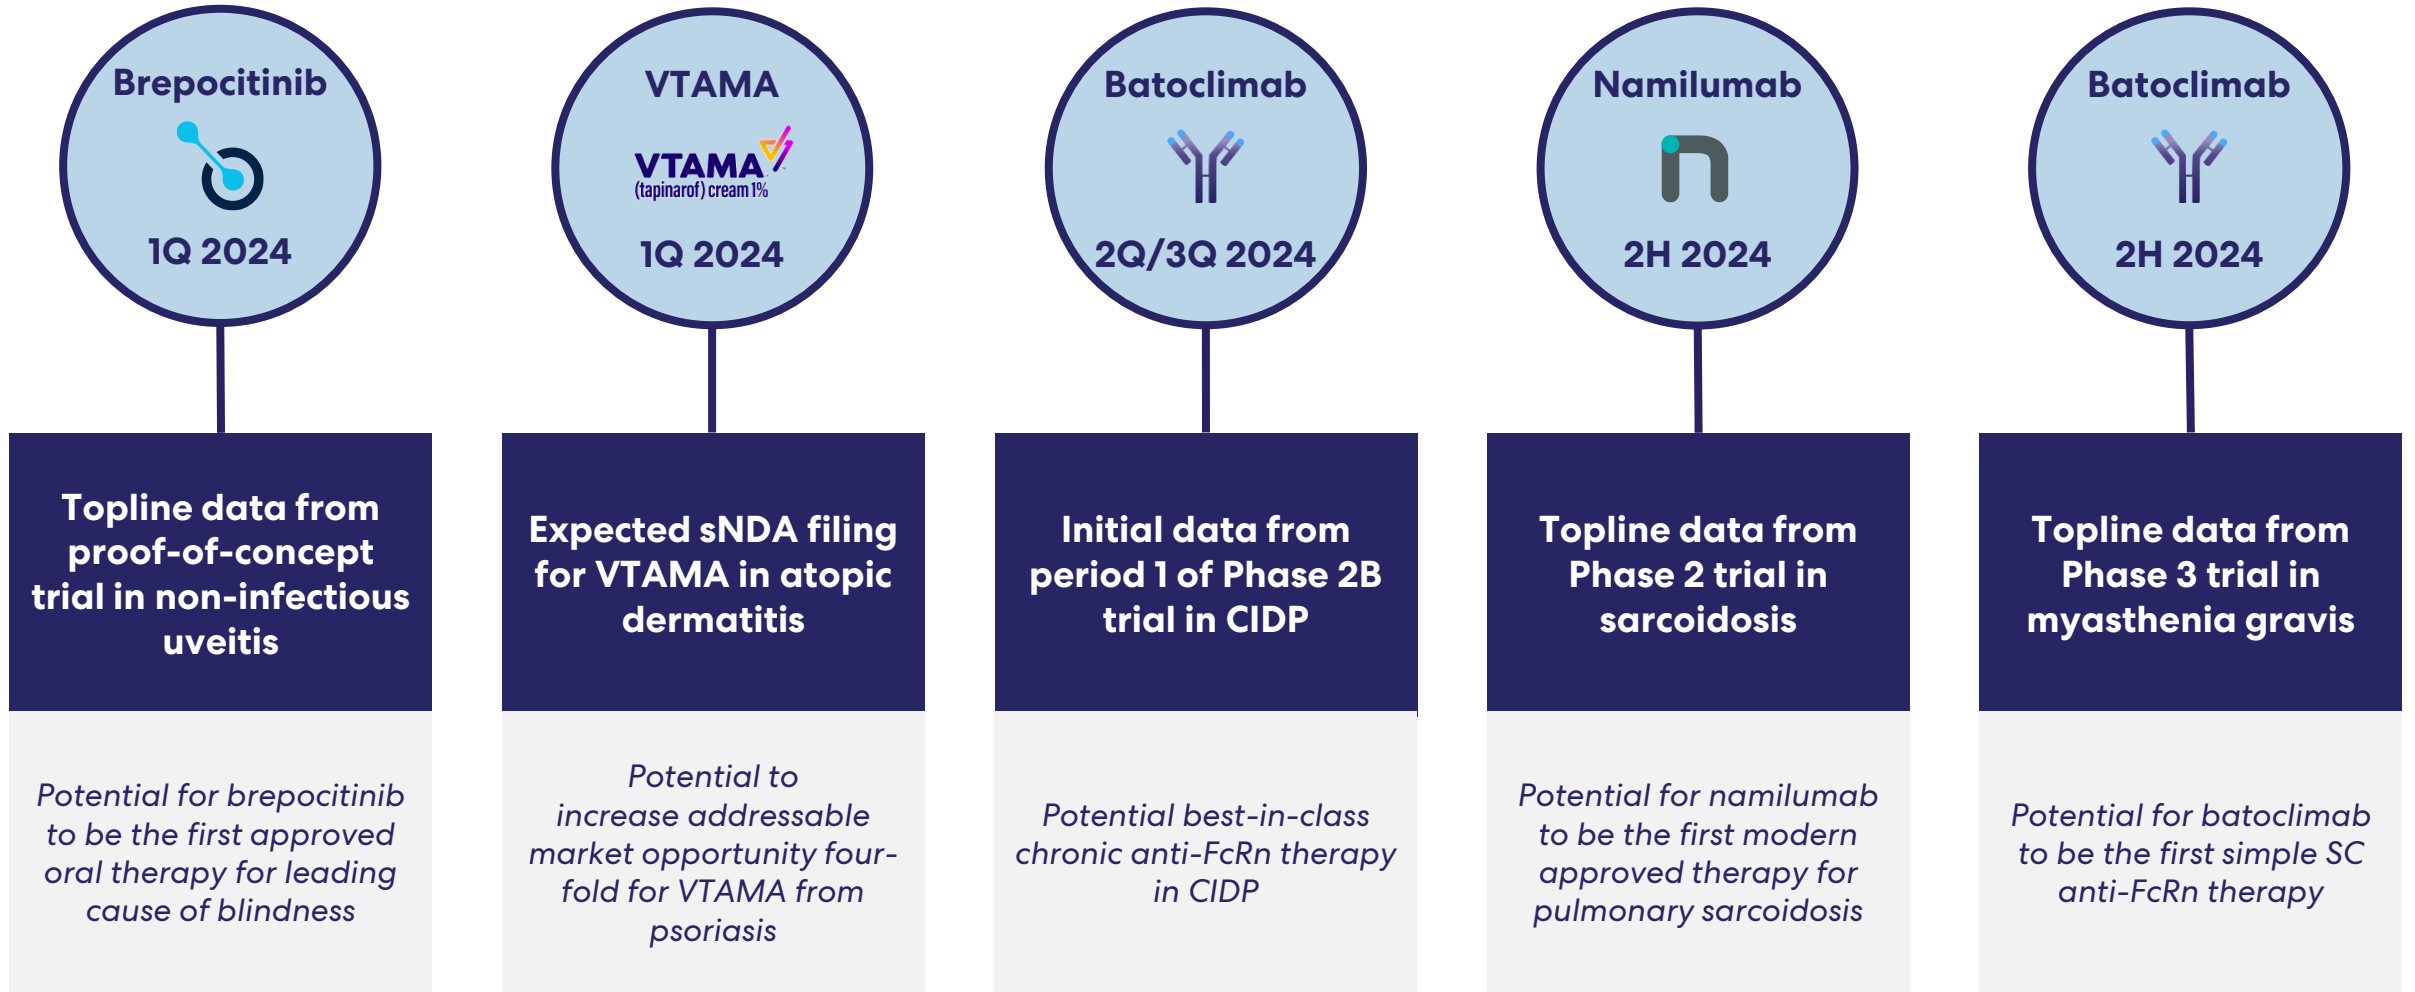 Brepocitinib
1Q 2024
Topline data from
proof-of-concept
trial in non-infectious
uveitis
Potential for brepocitinib
to be the first approved
oral therapy for leading
cause of blindness
VTAMA
VTAMA
(tapinarof) cream 1%
1Q 2024
Expected sNDA filing
for VTAMA in atopic
dermatitis
Potential to
increase addressable
market opportunity four-
fold for VTAMA from
psoriasis
Batoclimab
2Q/3Q 2024
Initial data from
period 1 of Phase 2B
trial in CIDP
Potential best-in-class
chronic anti-FcRn therapy
in CIDP
Namilumab
n
2H 2024
Topline data from
Phase 2 trial in
sarcoidosis
Potential for namilumab
to be the first modern
approved therapy for
pulmonary sarcoidosis
Batoclimab
2H 2024
Topline data from
Phase 3 trial in
myasthenia gravis
Potential for batoclimab
to be the first simple SC
anti-FcRn therapy